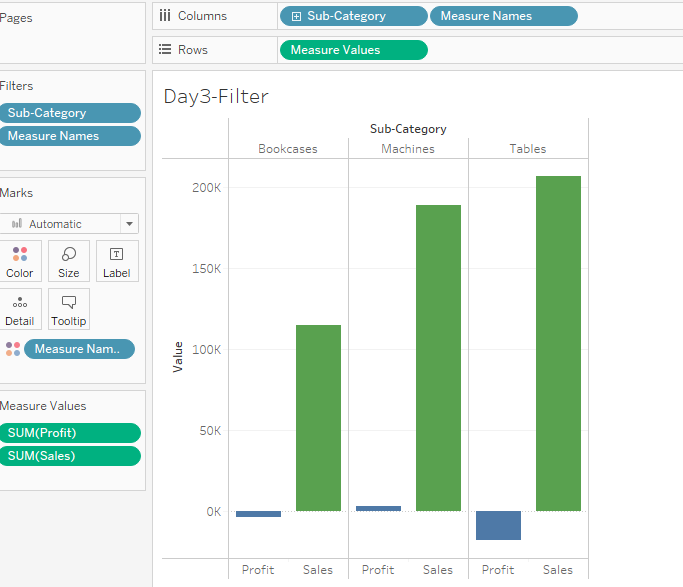 Pages
Columns
Sub-Category
Measure Names
Rows
Measure Values
Filters
Sub-Category
Measure Names
Marks
Automatic
Color
Size
Label
Detail
Tooltip
Measure Nam..
Measure Values
SUM(Profit)
SUM(Sales)
Day3-Filter
Sub-Category
Bookcases Machines Tables
200K
150K
100K
50K
0K
Value
Profit Sales Profit Sales Profit Sales